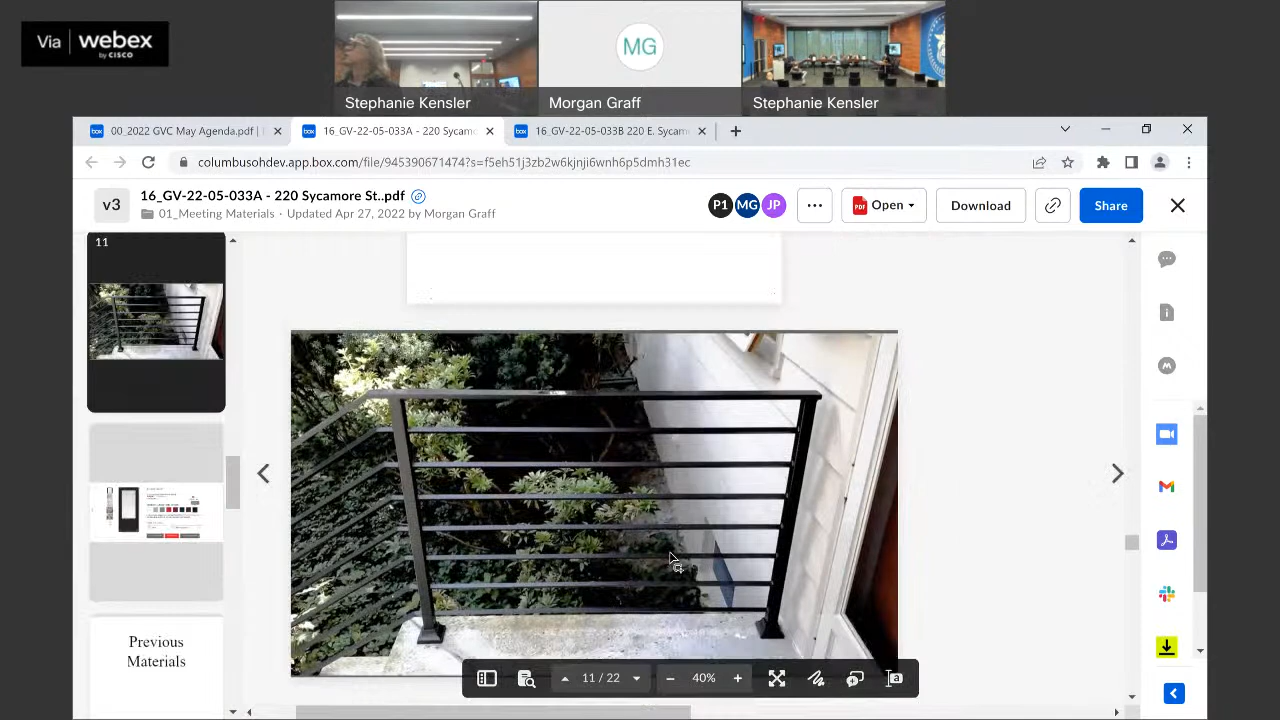 Via | webex
by CISCO
MG
Stephanie Kensler
Morgan Graff
Stephanie Kensler
00_2022 GVC May Agenda.pdf |
16_GV-22-05-033A - 220 Sycam
16_GV-22-05-033B 220 E. Sycam
columbusohdev.app.box.com/file/945390671474?s=f5eh51j3zb2w6kjnji6wnh6p5dmh31ec
v3
16_GV-22-05-033A - 220 Sycamore St..pdf
01_Meeting Materials · Updated Apr 27, 2022 by Morgan Graff
P1
MG
JP
Open
Download
Share
11
Previous
Materials
11 / 22
40%